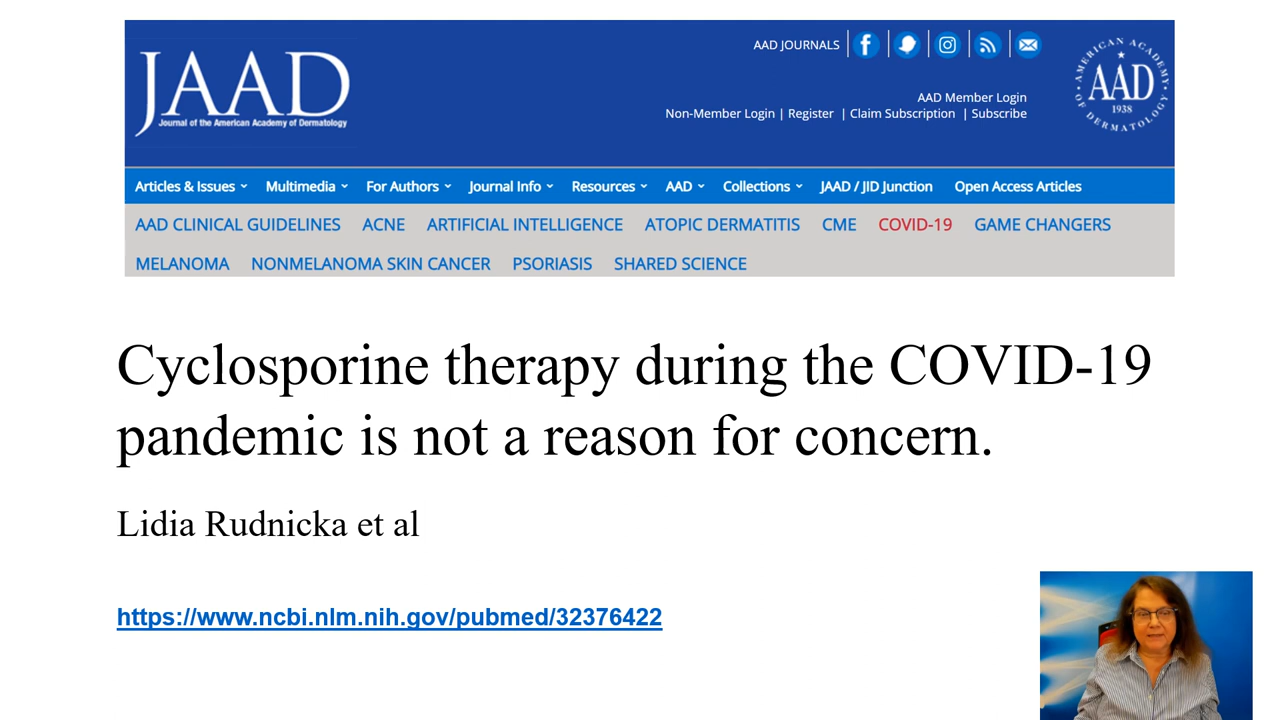 AAD JOURNALS
JAAD
Journal of the American Academy of Dermatology
AMERICAN ACADEMY OF DERMATOLOGY
AAD
1938
AAD Member Login
Non-Member Login | Register | Claim Subscription | Subscribe
Articles & Issues Multimedia For Authors Journal Info Resources AAD Collections JAAD / JID Junction Open Access Articles
AAD CLINICAL GUIDELINES ACNE ARTIFICIAL INTELLIGENCE ATOPIC DERMATITIS CME COVID-19 GAME CHANGERS
MELANOMA NONMELANOMA SKIN CANCER PSORIASIS SHARED SCIENCE
Cyclosporine therapy during the COVID-19
pandemic is not a reason for concern.
Lidia Rudnicka et al
https://www.ncbi.nlm.nih.gov/pubmed/32376422